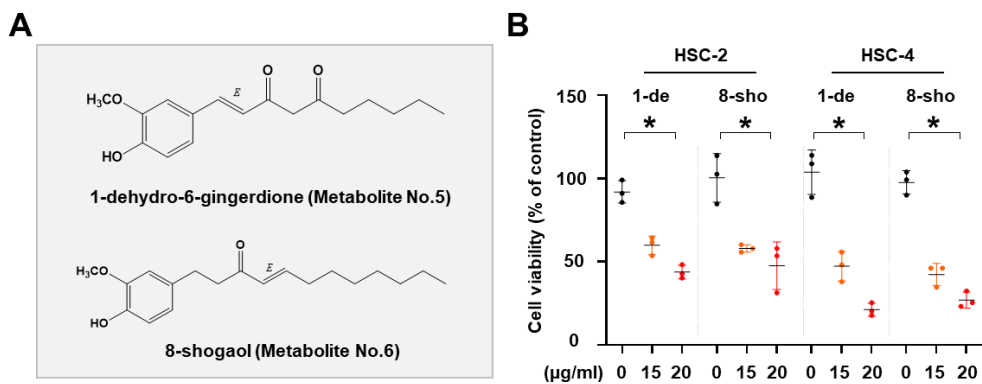 A
O
O
E
H₃CO
HO
1-dehydro-6-gingerdione (Metabolite No.5)
O
E
H₃CO
HO
8-shogaol (Metabolite No.6)
B
HSC-2 HSC-4
1-de 8-sho 1-de 8-sho
* * * *
Cell viability (% of control)
150
100
50
0
0 15 20 0 15 20 0 15 20 0 15 20
(μg/ml)